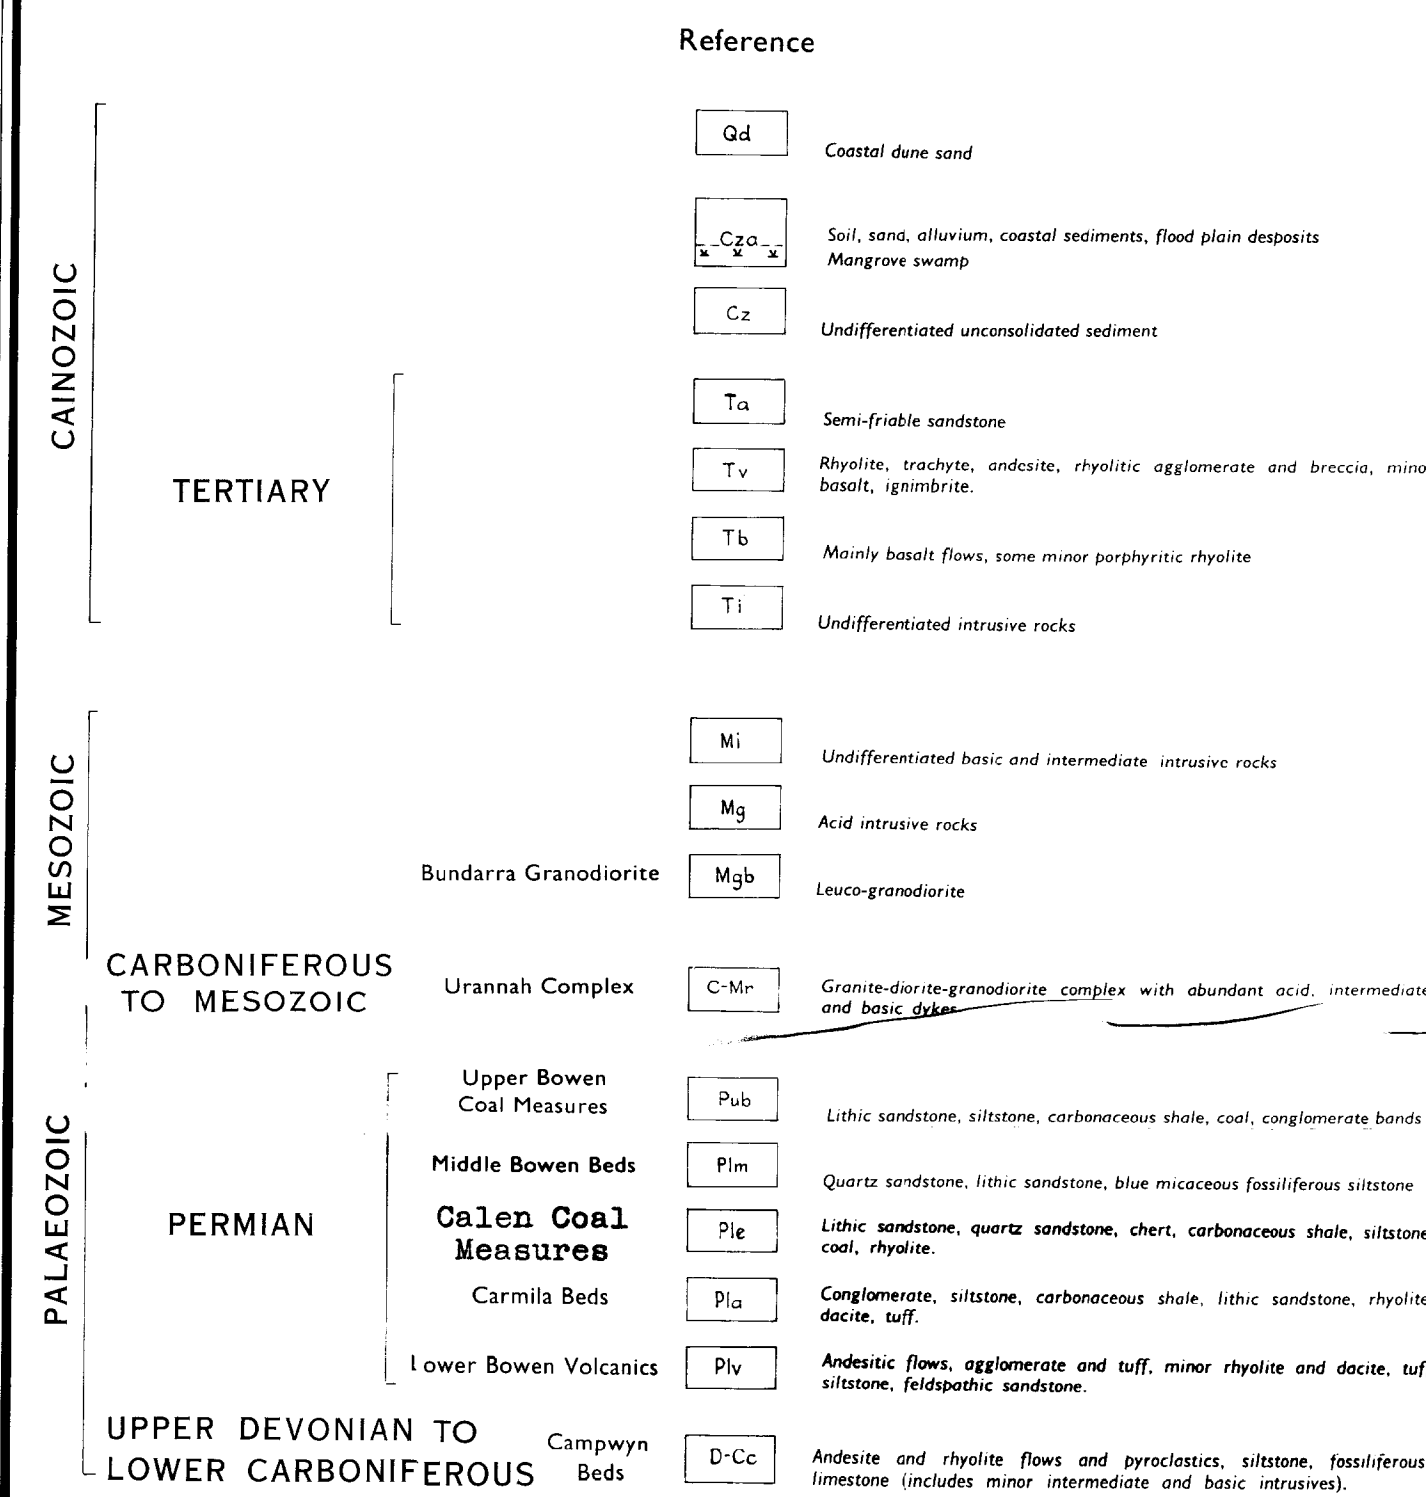 Reference
CAINOZOIC
Qd
Coastal dune sand
Cza
Soil, sand, alluvium, coastal sediments, flood plain desposits
Mangrove swamp
Cz
Undifferentiated unconsolidated sediment
TERTIARY
Ta
Semi-friable sandstone
Tv
Rhyolite, trachyte, andesite, rhyolitic agglomerate and breccia, mino
basalt, ignimbrite.
Tb
Mainly basalt flows, some minor porphyritic rhyolite
Ti
Undifferentiated intrusive rocks
MESOZOIC
Mi
Undifferentiated basic and intermediate intrusive rocks
Mg
Acid intrusive rocks
Bundarra Granodiorite
Mgb
Leuco-granodiorite
CARBONIFEROUS
TO MESOZOIC
Urannah Complex
C-Mr
Granite-diorite-granodiorite complex with abundant acid, intermediate
and basic dykes
PALAEOZOIC
PERMIAN
Upper Bowen
Coal Measures
Pub
Lithic sandstone, siltstone, carbonaceous shale, coal, conglomerate bands
Middle Bowen Beds
Plm
Quartz sandstone, lithic sandstone, blue micaceous fossiliferous siltstone
Calen Coal
Measures
Ple
Lithic sandstone, quartz sandstone, chert, carbonaceous shale, siltstone
coal, rhyolite.
Carmila Beds
Pla
Conglomerate, siltstone, carbonaceous shale, lithic sandstone, rhyolite
dacite, tuff.
Lower Bowen Volcanics
Plv
Andesitic flows, agglomerate and tuff, minor rhyolite and dacite, tuf
siltstone, feldspathic sandstone.
UPPER DEVONIAN TO
LOWER CARBONIFEROUS
Campwyn
Beds
D-Cc
Andesite and rhyolite flows and pyroclastics, siltstone, fossiliferous
limestone (includes minor intermediate and basic intrusives).